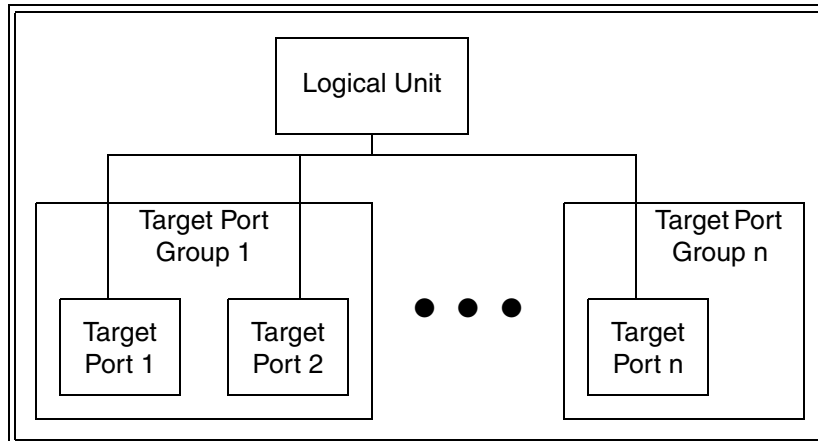 Logical Unit
Target Port
Group 1
Target Port
Group n
Target
Port 1
Target
Port 2
Target
Port n